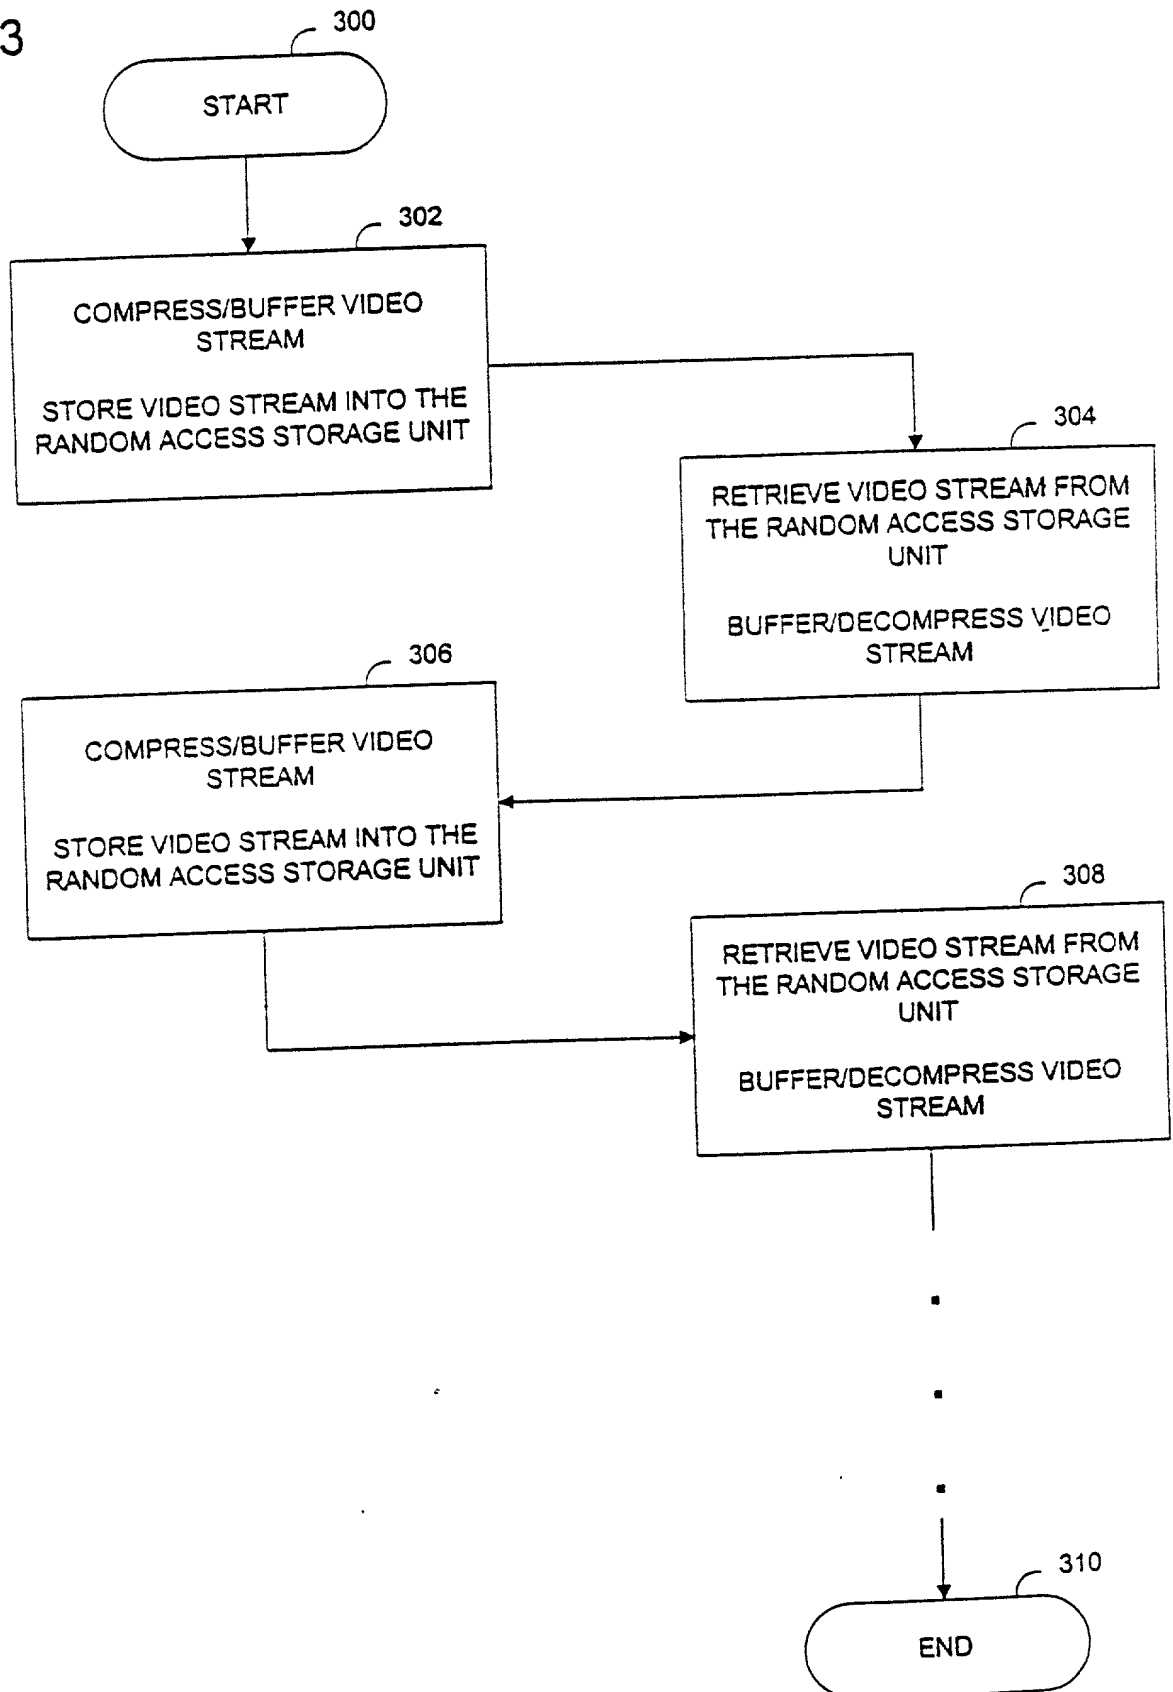 3
300
START
302
COMPRESS/BUFFER VIDEO
STREAM
STORE VIDEO STREAM INTO THE
RANDOM ACCESS STORAGE UNIT
304
RETRIEVE VIDEO STREAM FROM
THE RANDOM ACCESS STORAGE
UNIT
BUFFER/DECOMPRESS VIDEO
STREAM
306
COMPRESS/BUFFER VIDEO
STREAM
STORE VIDEO STREAM INTO THE
RANDOM ACCESS STORAGE UNIT
308
RETRIEVE VIDEO STREAM FROM
THE RANDOM ACCESS STORAGE
UNIT
BUFFER/DECOMPRESS VIDEO
STREAM
310
END